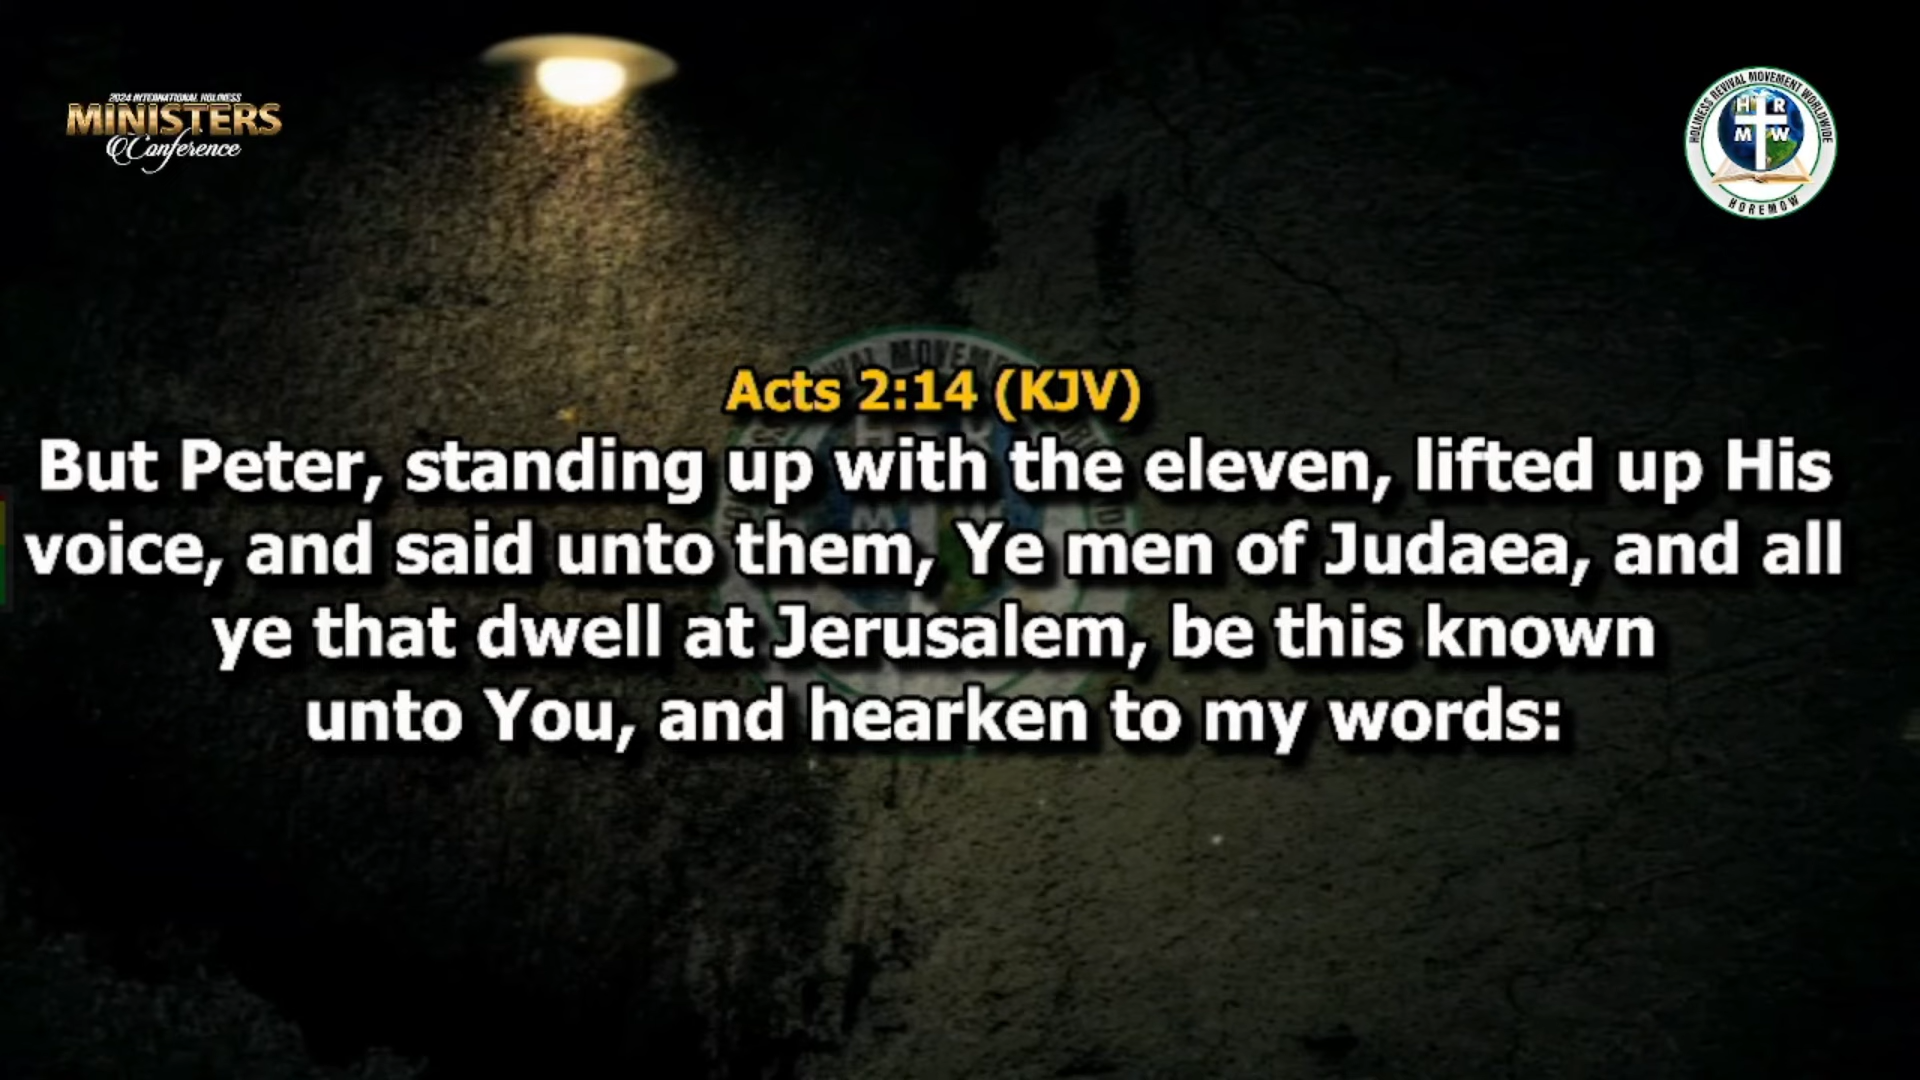 2024 INTERNATIONAL HOLINESS
MINISTERS
Conference
HOLINESS REVIVAL MOVEMENT WORLDWIDE
H R
M W
HOREMOW
Acts 2:14 (KJV)
But Peter, standing up with the eleven, lifted up His
voice, and said unto them, Ye men of Judaea, and all
ye that dwell at Jerusalem, be this known
unto You, and hearken to my words: